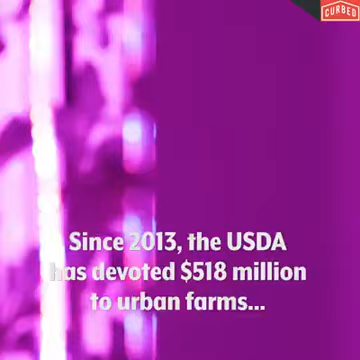 CURBED
Since 2013, the USDA
has devoted $518 million
to urban farms...